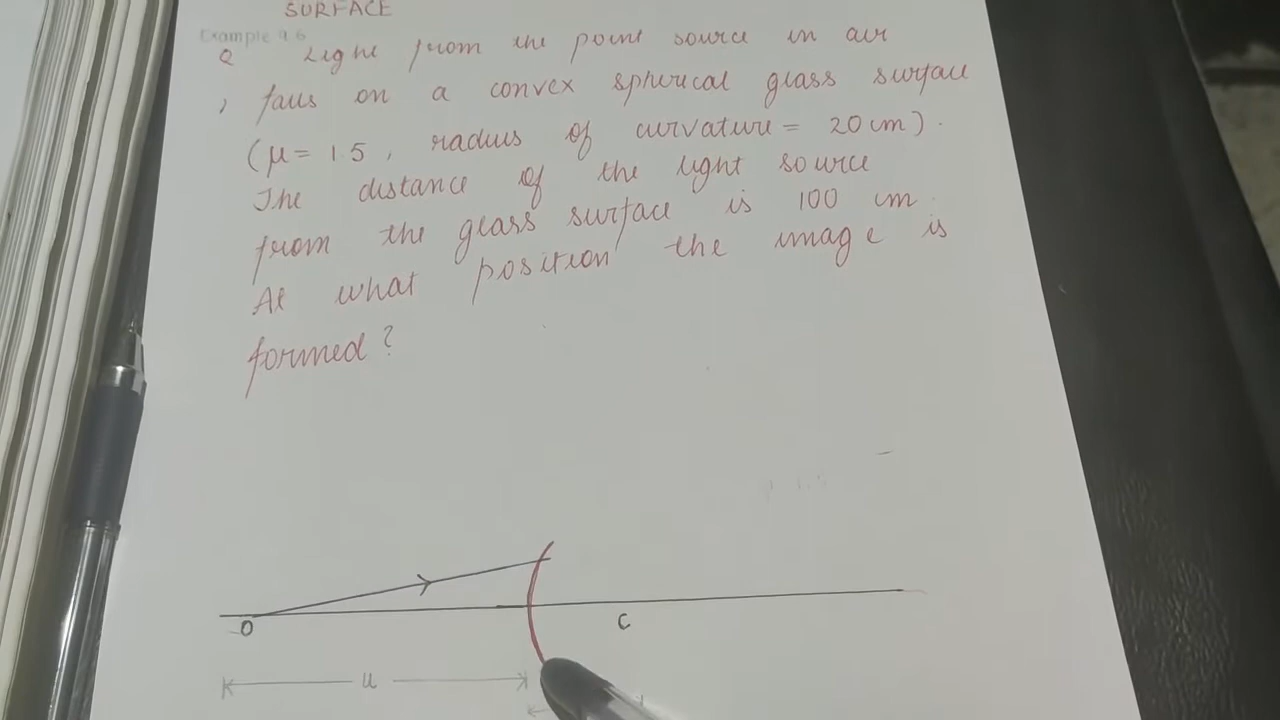 SURFACE
Example 9.6
Q Light from the point source in air
, falls on a convex spherical glass surface
(μ = 1.5, radius of curvature = 20 cm).
The distance of the light source
from the glass surface is 100 cm.
At what position the image is
formed?
O
C
u